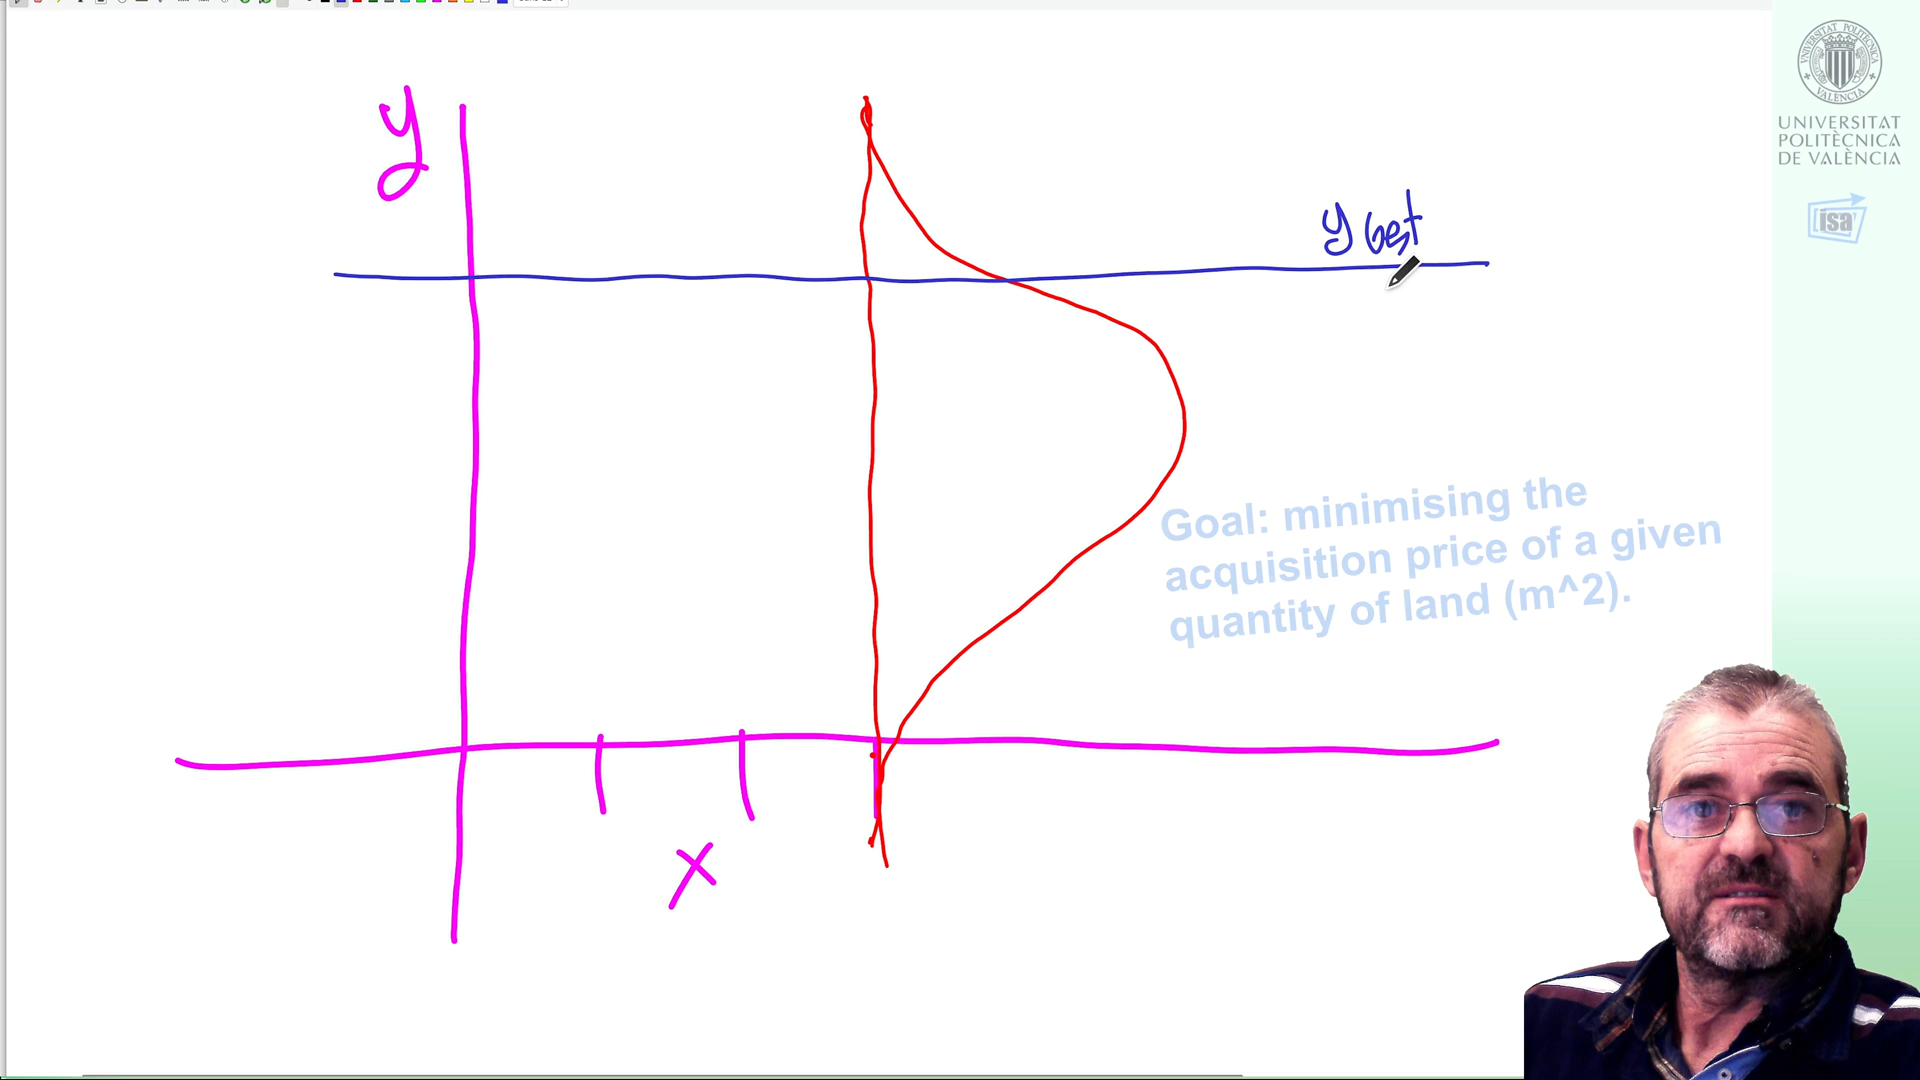 y
y best
UNIVERSITAT
POLITÈCNICA
DE VALÈNCIA
isa
Goal: minimising the
acquisition price of a given
quantity of land (m^2).
x